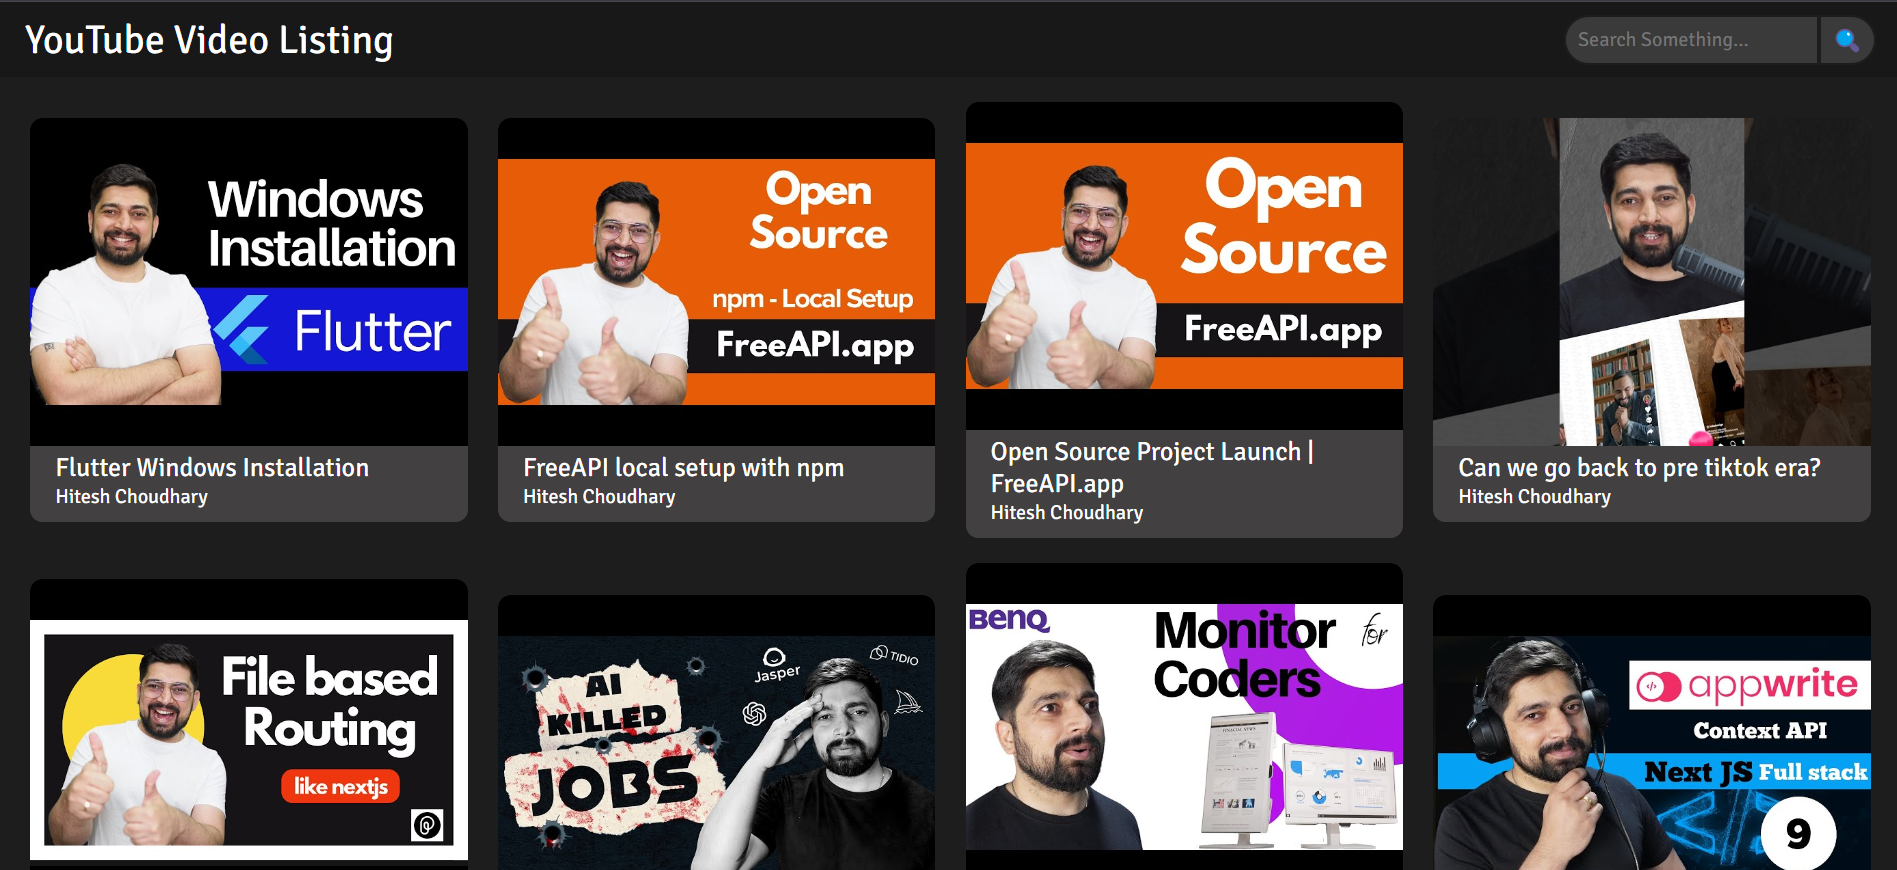 YouTube Video Listing
Search Something...
Windows
Installation
Flutter
Flutter Windows Installation
Hitesh Choudhary
Open
Source
npm - Local Setup
FreeAPI.app
FreeAPI local setup with npm
Hitesh Choudhary
Open
Source
FreeAPI.app
Open Source Project Launch |
FreeAPI.app
Hitesh Choudhary
Can we go back to pre tiktok era?
Hitesh Choudhary
File based
Routing
like nextjs
AI
KILLED
JOBS
Jasper
TIDIO
BenQ
Monitor for
Coders
appwrite
Context API
Next JS Full stack
9